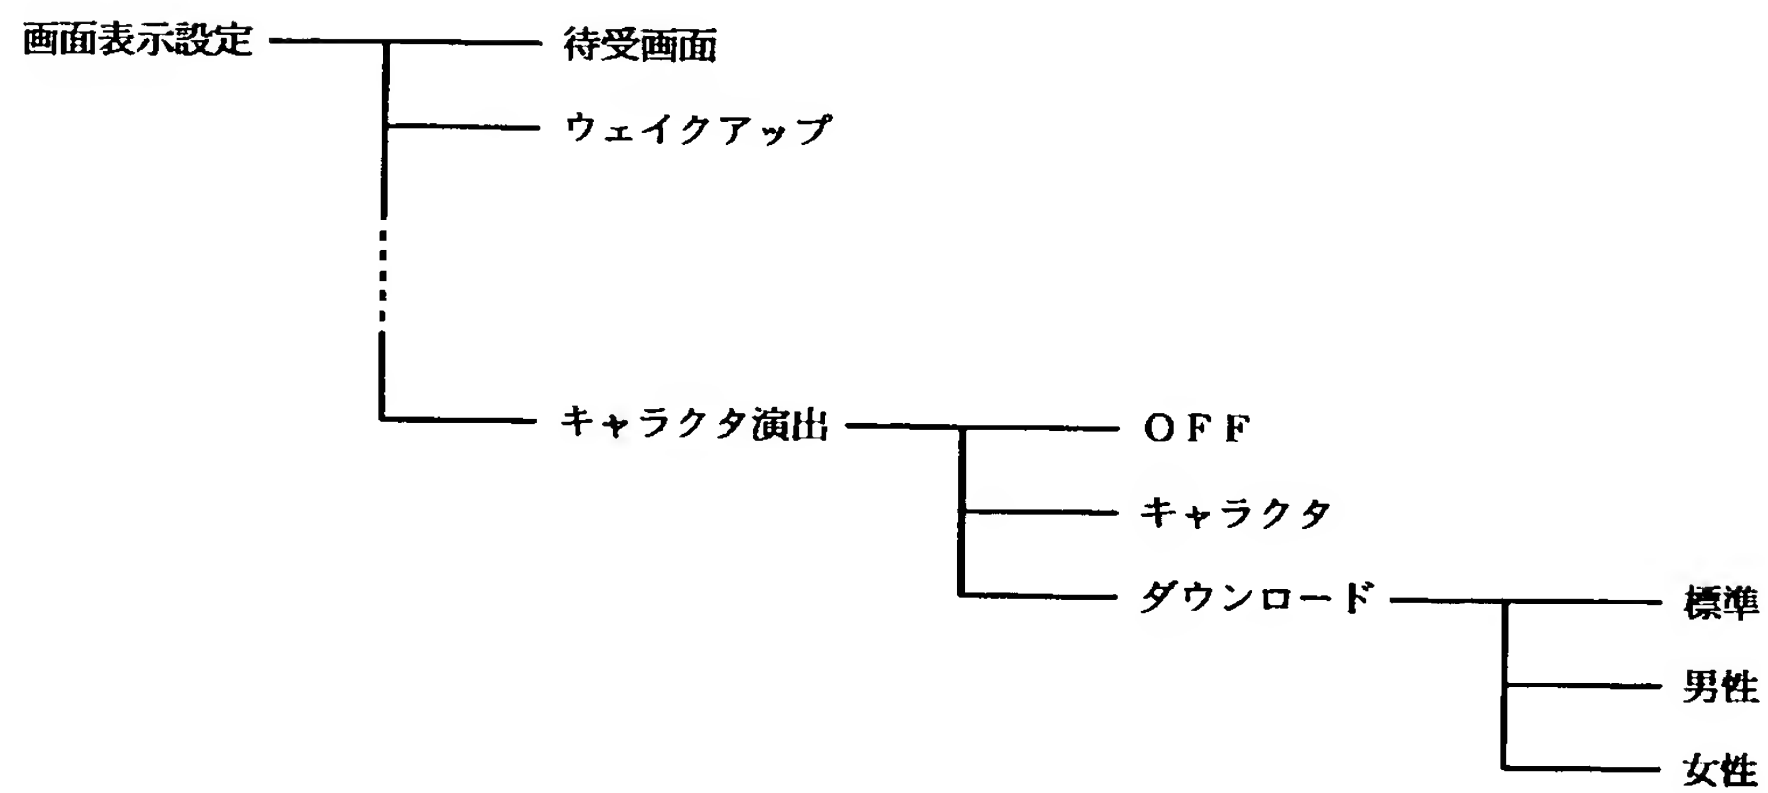 画面表示設定
待受画面
ウェイクアップ
キャラクタ演出
ＯＦＦ
キャラクタ
ダウンロード
標準
男性
女性